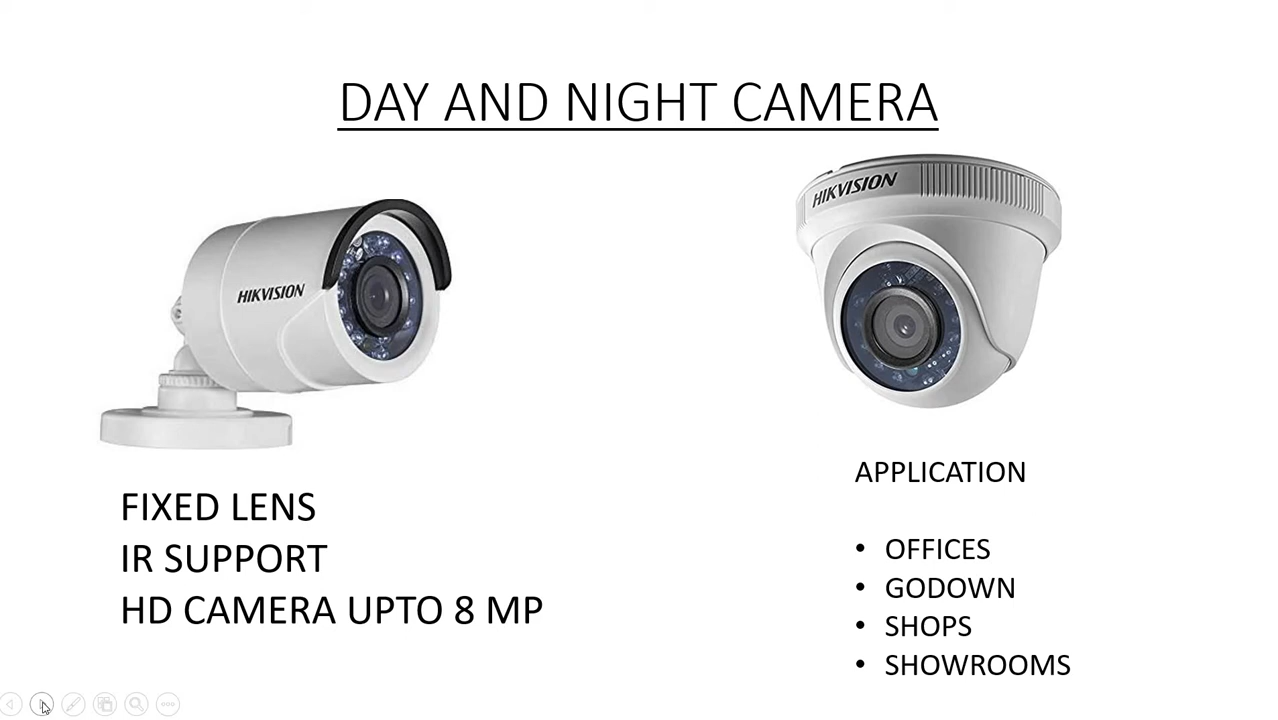 DAY AND NIGHT CAMERA
HIKVISION
HIKVISION
FIXED LENS
IR SUPPORT
HD CAMERA UPTO 8 MP
APPLICATION
• OFFICES
• GODOWN
• SHOPS
• SHOWROOMS